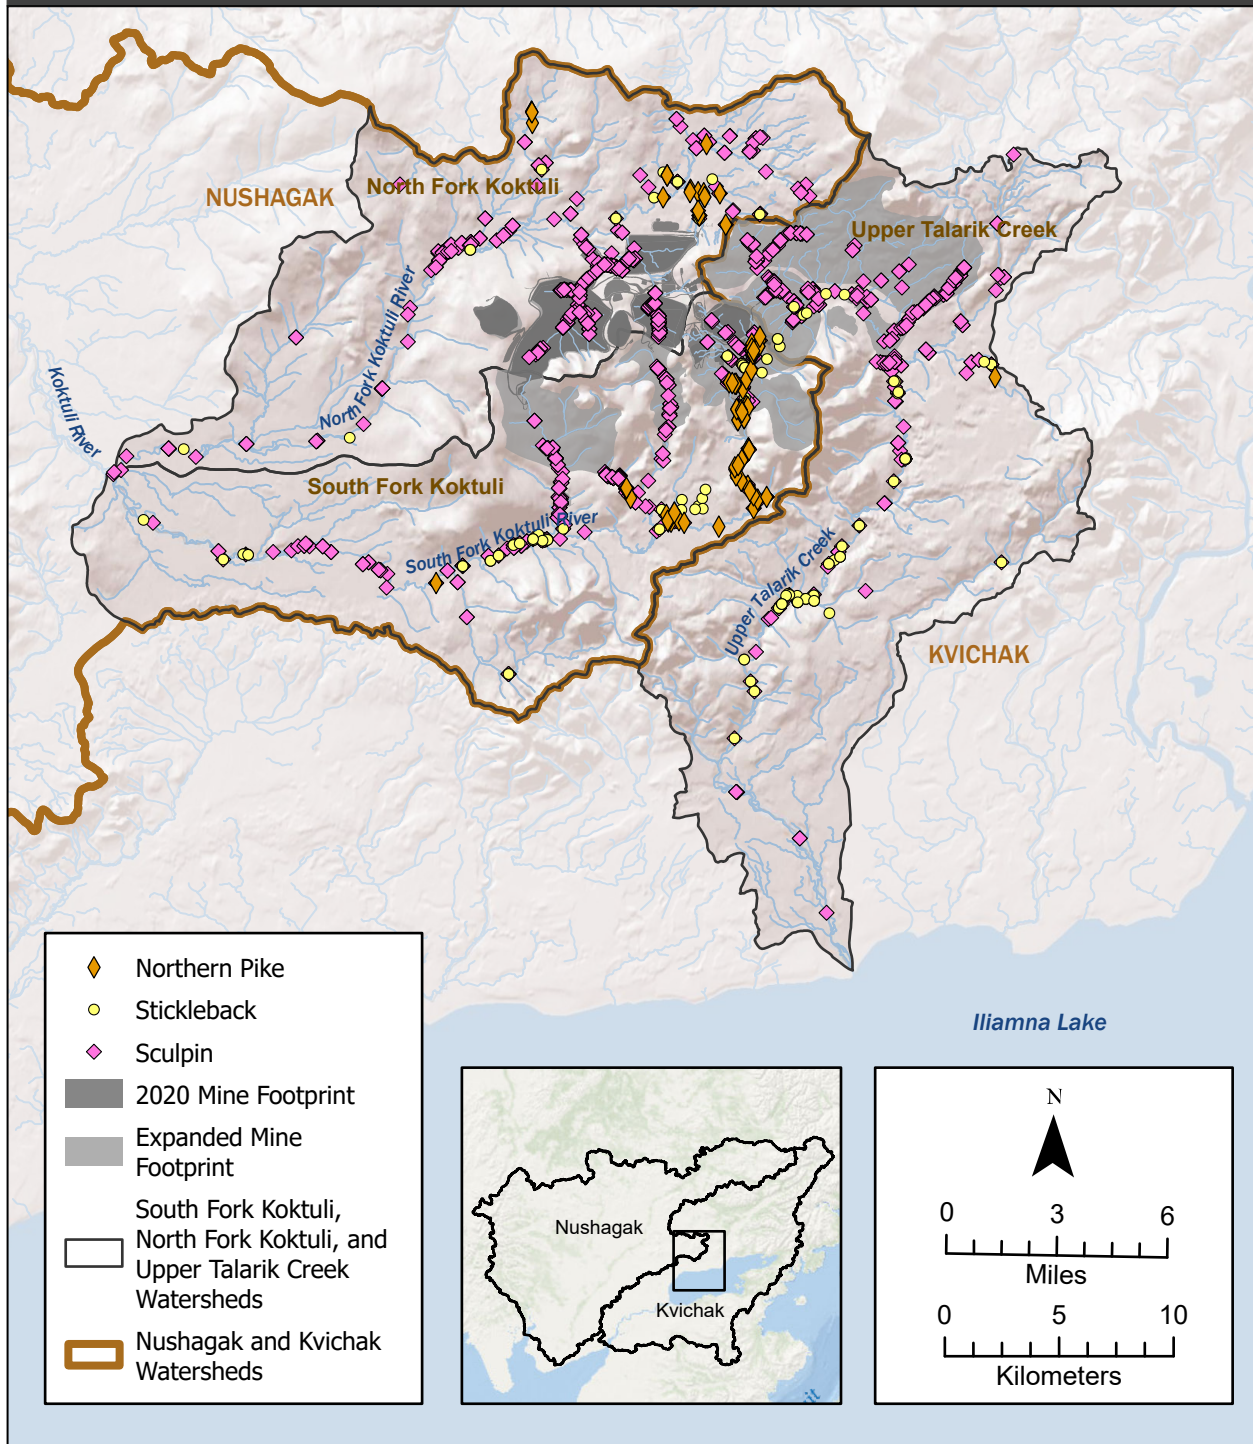 NUSHAGAK
North Fork Koktuli
Upper Talarik Creek
North Fork Koktuli River
Koktuli River
South Fork Koktuli
South Fork Koktuli River
Upper Talarik Creek
KVICHAK
Iliamna Lake
Northern Pike
Stickleback
Sculpin
2020 Mine Footprint
Expanded Mine
Footprint
South Fork Koktuli,
North Fork Koktuli, and
Upper Talarik Creek
Watersheds
Nushagak and Kvichak
Watersheds
Nushagak
Kvichak
N
0 3 6
Miles
0 5 10
Kilometers